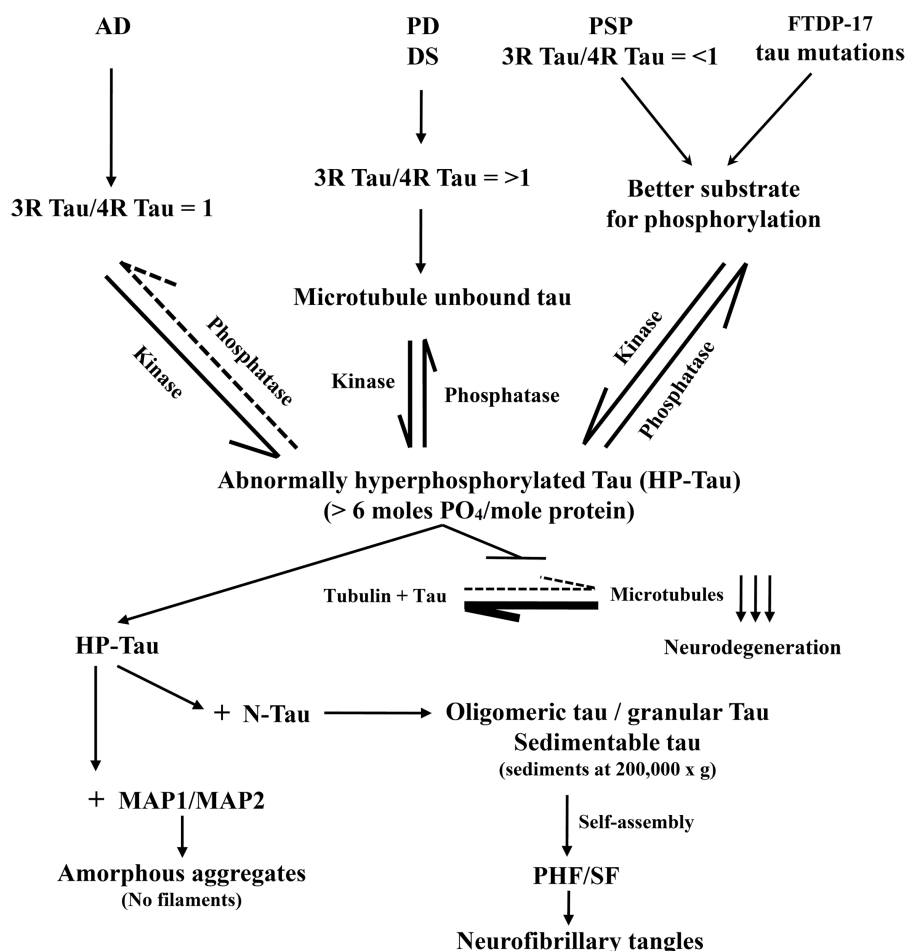 AD
PD
DS
PSP
3R Tau/4R Tau = <1
FTDP-17
tau mutations
3R Tau/4R Tau = 1
3R Tau/4R Tau = >1
Better substrate
for phosphorylation
Microtubule unbound tau
Phosphatase
Kinase
Kinase
Phosphatase
Kinase
Phosphatase
Abnormally hyperphosphorylated Tau (HP-Tau)
(> 6 moles PO₄/mole protein)
Tubulin + Tau
Microtubules
Neurodegeneration
HP-Tau
+ N-Tau
Oligomeric tau / granular Tau
Sedimentable tau
(sediments at 200,000 x g)
+ MAP1/MAP2
Self-assembly
Amorphous aggregates
(No filaments)
PHF/SF
Neurofibrillary tangles